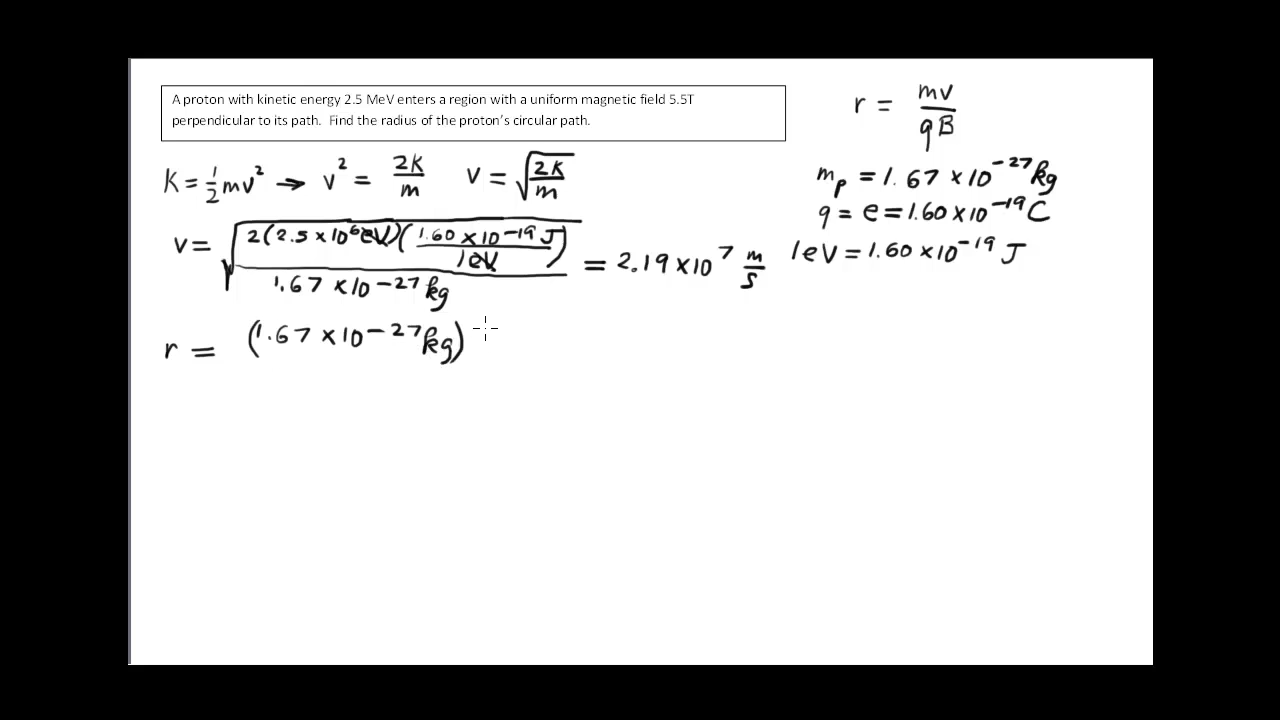 A proton with kinetic energy 2.5 MeV enters a region with a uniform magnetic field 5.5T
perpendicular to its path. Find the radius of the proton's circular path.
r = mv/qB
K = ½mv² → v² = 2K/m   v = √(2K/m)
m_p = 1.67 × 10⁻²⁷ kg
q = e = 1.60 × 10⁻¹⁹ C
1eV = 1.60 × 10⁻¹⁹ J
v = √(2(2.5 × 10⁶ eV)(1.60 × 10⁻¹⁹ J/1eV)/1.67 × 10⁻²⁷ kg) = 2.19 × 10⁷ m/s
r = (1.67 × 10⁻²⁷ kg)